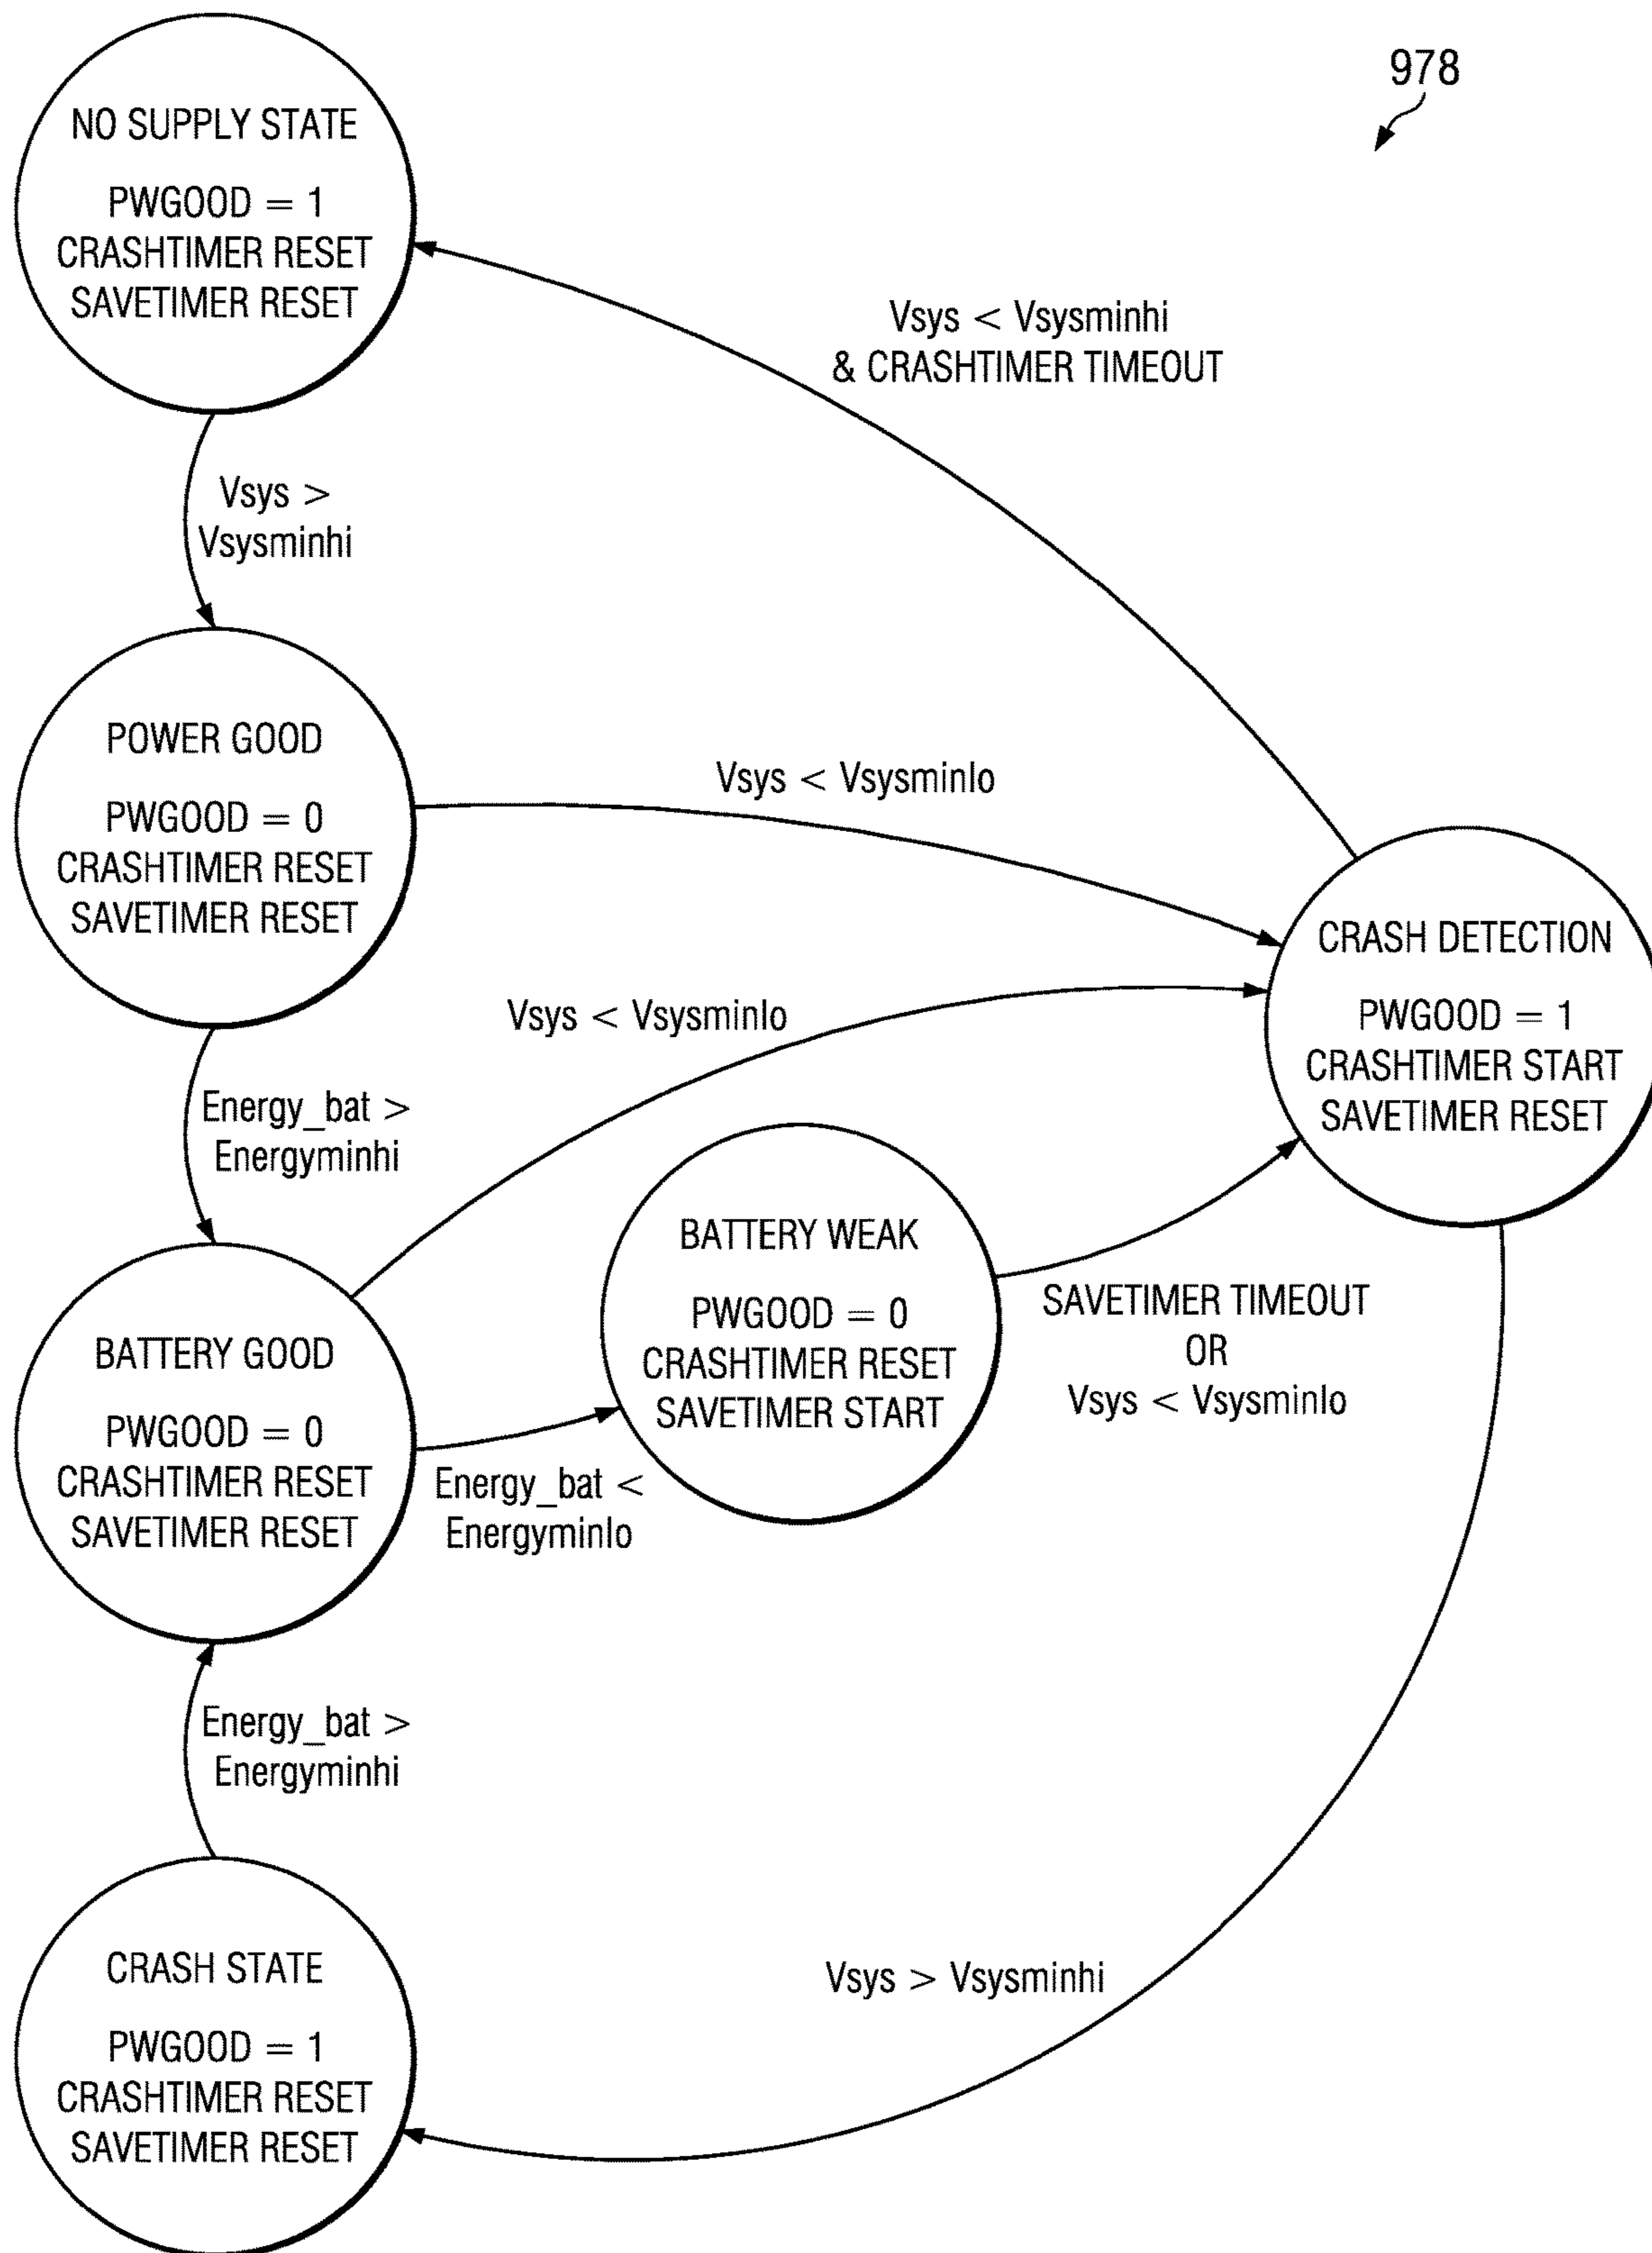 978
NO SUPPLY STATE
PWGOOD = 1
CRASHTIMER RESET
SAVETIMER RESET
Vsys < Vsysminhi
& CRASHTIMER TIMEOUT
Vsys >
Vsysminhi
POWER GOOD
PWGOOD = 0
CRASHTIMER RESET
SAVETIMER RESET
Vsys < Vsysminlo
CRASH DETECTION
PWGOOD = 1
CRASHTIMER START
SAVETIMER RESET
Vsys < Vsysminlo
Energy_bat >
Energyminhi
BATTERY WEAK
PWGOOD = 0
CRASHTIMER RESET
SAVETIMER START
SAVETIMER TIMEOUT
OR
Vsys < Vsysminlo
BATTERY GOOD
PWGOOD = 0
CRASHTIMER RESET
SAVETIMER RESET
Energy_bat <
Energyminlo
Energy_bat >
Energyminhi
CRASH STATE
PWGOOD = 1
CRASHTIMER RESET
SAVETIMER RESET
Vsys > Vsysminhi